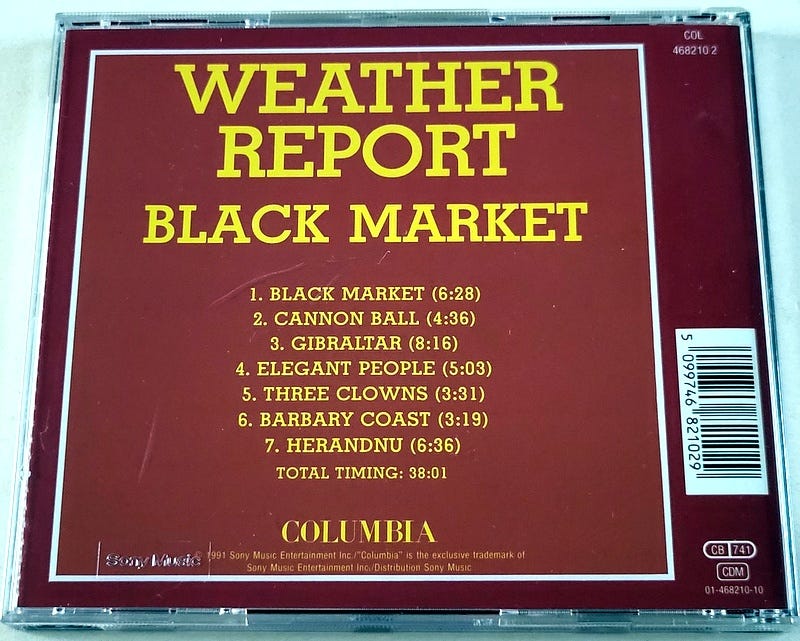 COL
468210 2
WEATHER
REPORT
BLACK MARKET
1. BLACK MARKET (6:28)
2. CANNON BALL (4:36)
3. GIBRALTAR (8:16)
4. ELEGANT PEOPLE (5:03)
5. THREE CLOWNS (3:31)
6. BARBARY COAST (3:19)
7. HERANDNU (6:36)
TOTAL TIMING: 38:01
COLUMBIA
Sony Music
1991 Sony Music Entertainment Inc./"Columbia" is the exclusive trademark of
Sony Music Entertainment Inc./Distribution Sony Music
5 099746 821029
CB 741
CDM
01-468210-10